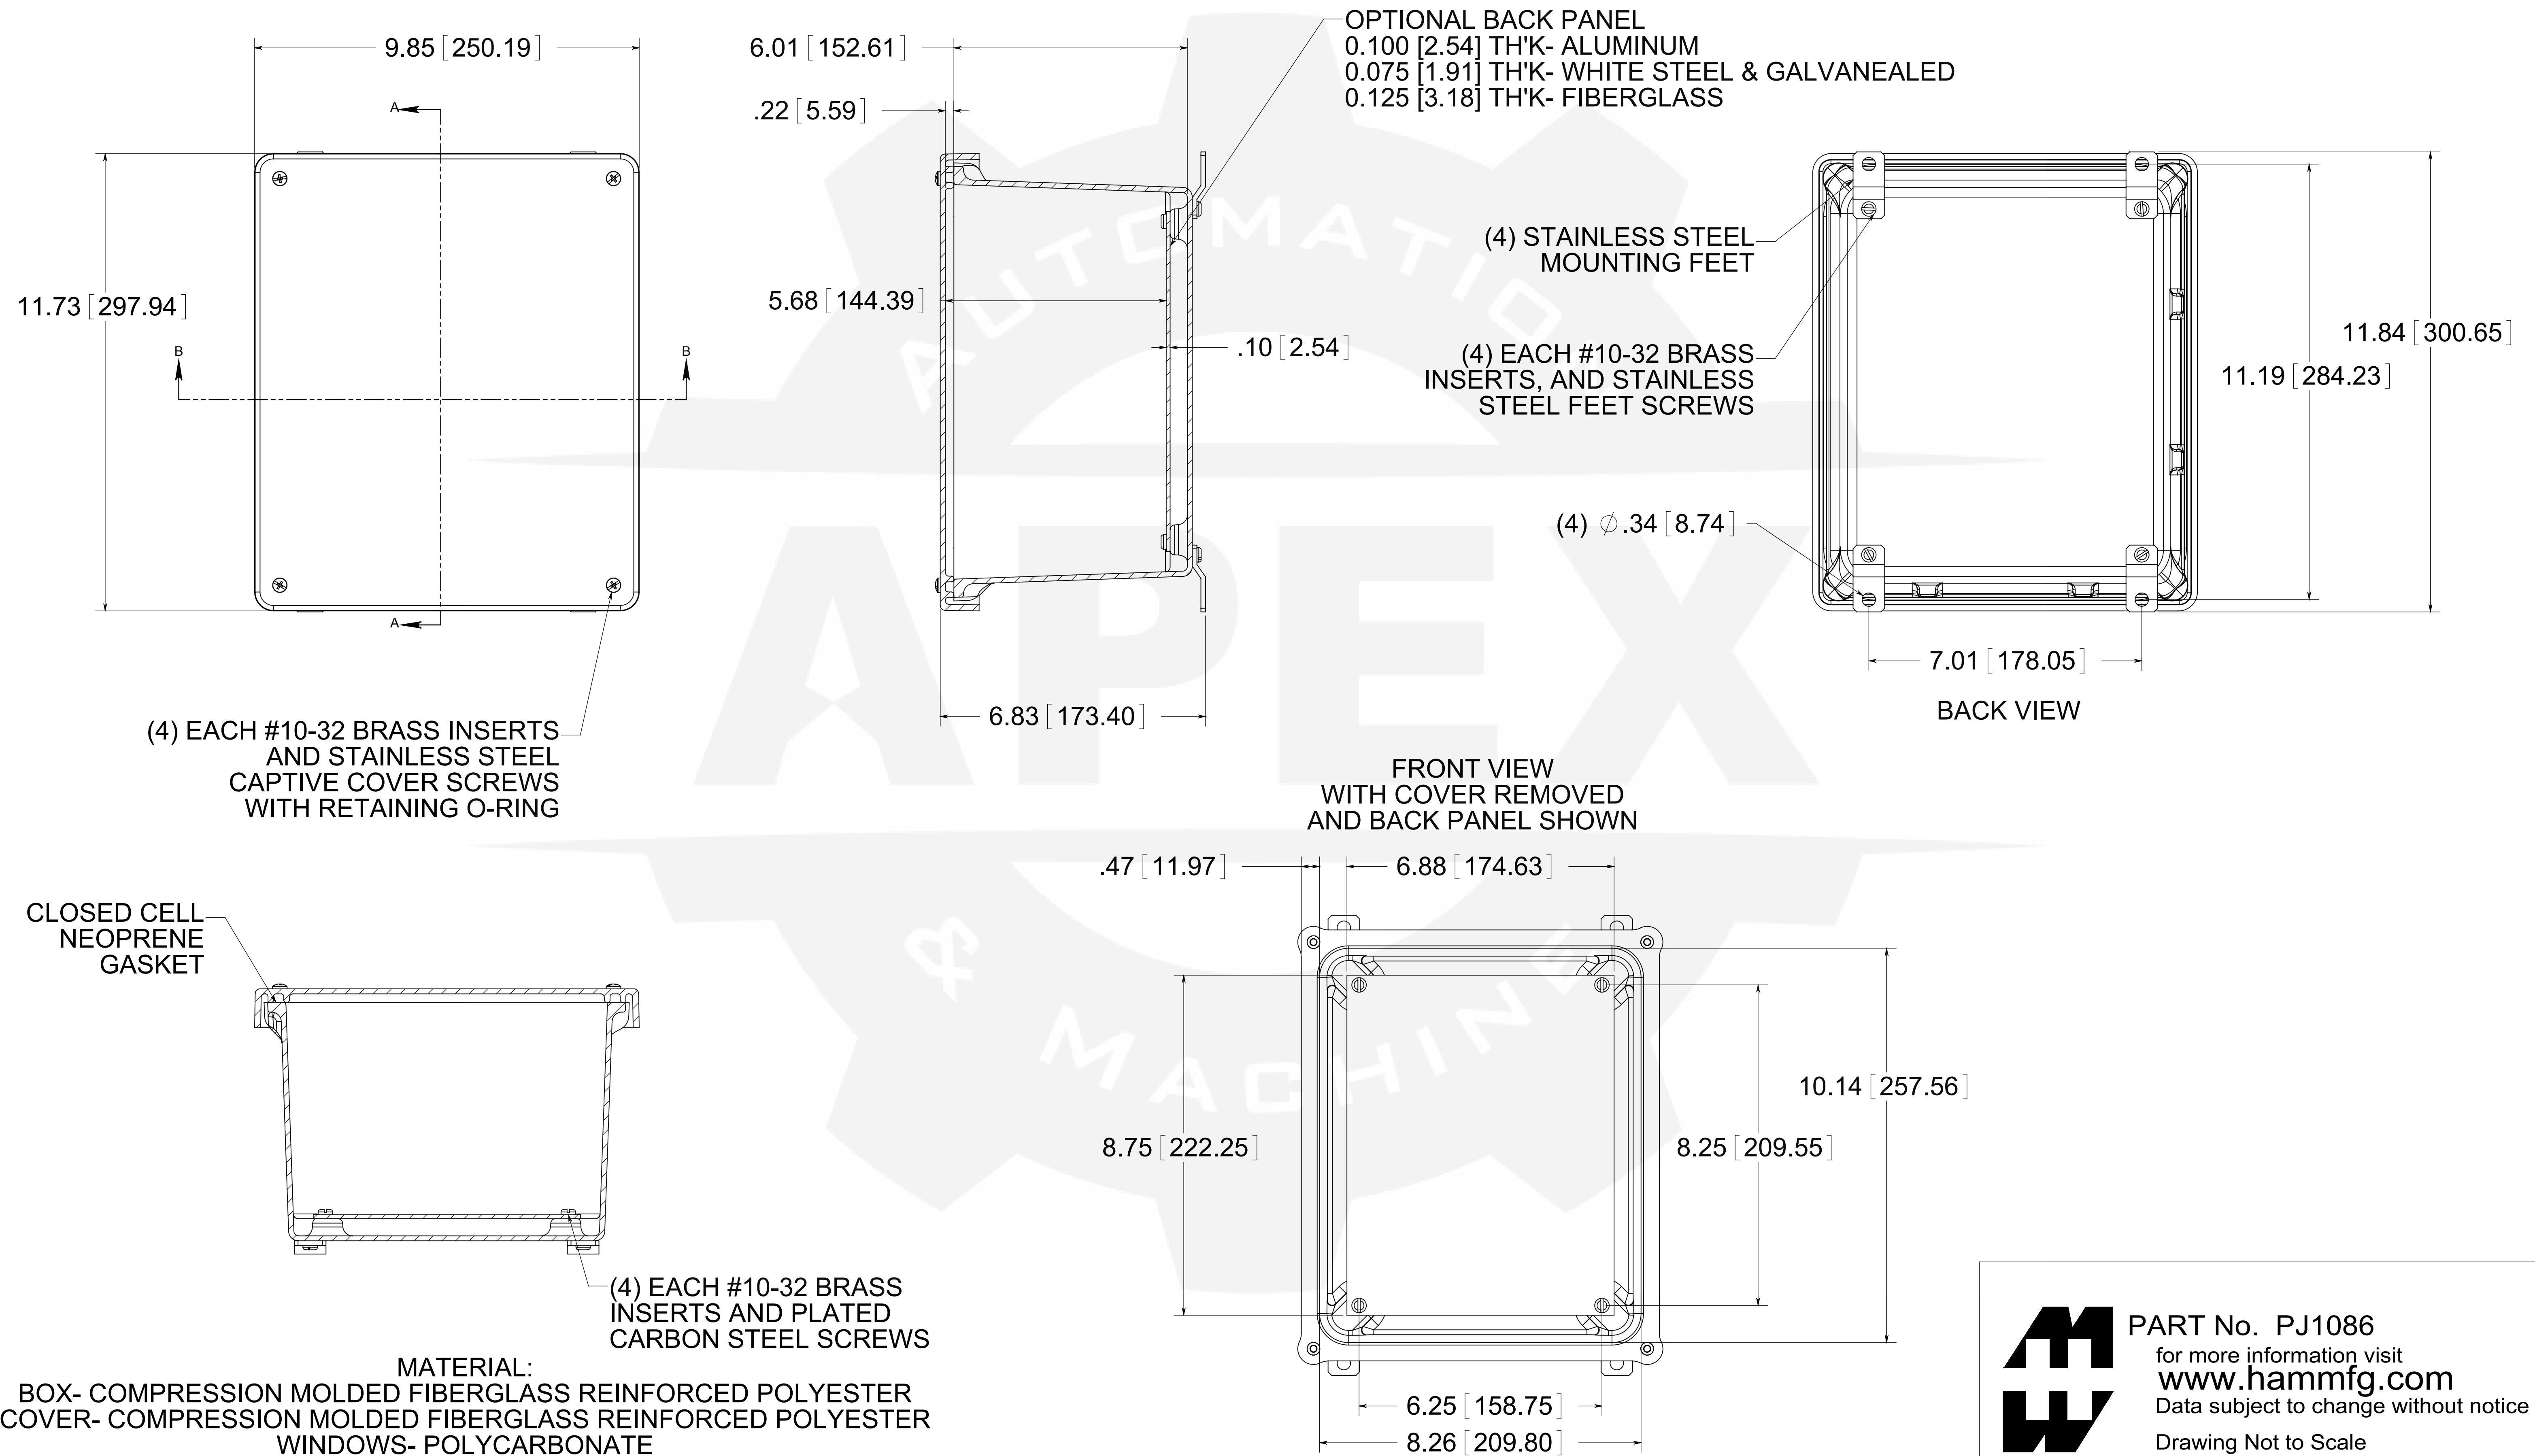 9.85 [250.19]
A
B
B
11.73 [297.94]
A
(4) EACH #10-32 BRASS INSERTS
AND STAINLESS STEEL
CAPTIVE COVER SCREWS
WITH RETAINING O-RING
6.01 [152.61]
.22 [5.59]
OPTIONAL BACK PANEL
0.100 [2.54] TH'K- ALUMINUM
0.075 [1.91] TH'K- WHITE STEEL & GALVANEALED
0.125 [3.18] TH'K- FIBERGLASS
5.68 [144.39]
.10 [2.54]
6.83 [173.40]
(4) STAINLESS STEEL
MOUNTING FEET
(4) EACH #10-32 BRASS
INSERTS, AND STAINLESS
STEEL FEET SCREWS
(4) ∅ .34 [8.74]
11.84 [300.65]
11.19 [284.23]
7.01 [178.05]
BACK VIEW
AUTOMATION
APEX
& MACHINE
FRONT VIEW
WITH COVER REMOVED
AND BACK PANEL SHOWN
.47 [11.97]
6.88 [174.63]
10.14 [257.56]
8.75 [222.25]
8.25 [209.55]
6.25 [158.75]
8.26 [209.80]
CLOSED CELL
NEOPRENE
GASKET
(4) EACH #10-32 BRASS
INSERTS AND PLATED
CARBON STEEL SCREWS
MATERIAL:
BOX- COMPRESSION MOLDED FIBERGLASS REINFORCED POLYESTER
COVER- COMPRESSION MOLDED FIBERGLASS REINFORCED POLYESTER
WINDOWS- POLYCARBONATE
PART No. PJ1086
for more information visit
www.hammfg.com
Data subject to change without notice
Drawing Not to Scale